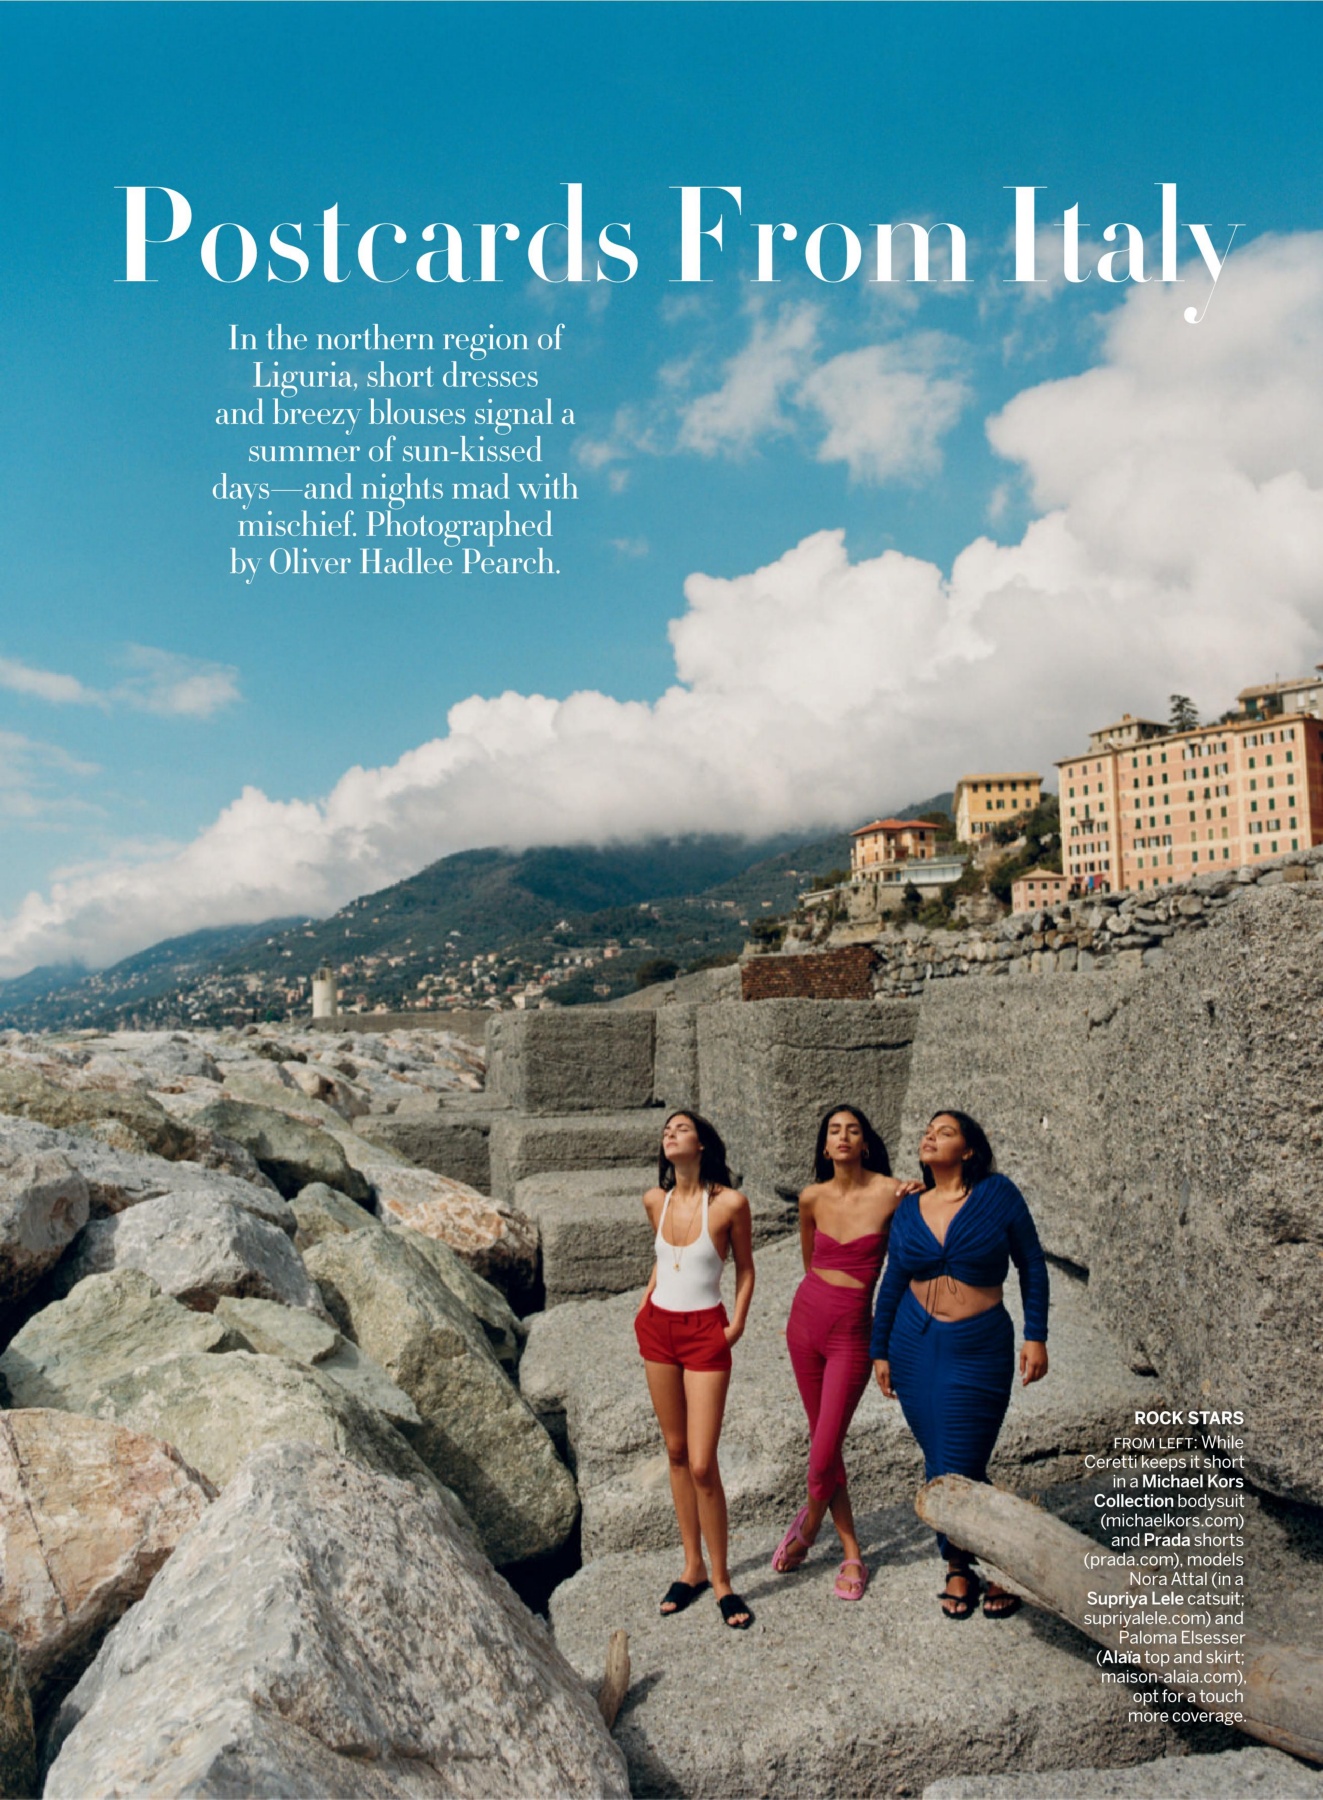 Postcards From Italy
In the northern region of
Liguria, short dresses
and breezy blouses signal a
summer of sun-kissed
days—and nights mad with
mischief. Photographed
by Oliver Hadlee Pearch.
ROCK STARS
FROM LEFT: While
Ceretti keeps it short
in a Michael Kors
Collection bodysuit
(michaelkors.com)
and Prada shorts
(prada.com), models
Nora Attal (in a
Supriya Lele catsuit;
supriyalele.com) and
Paloma Elsesser
(Alaïa top and skirt;
maison-alaia.com),
opt for a touch
more coverage.